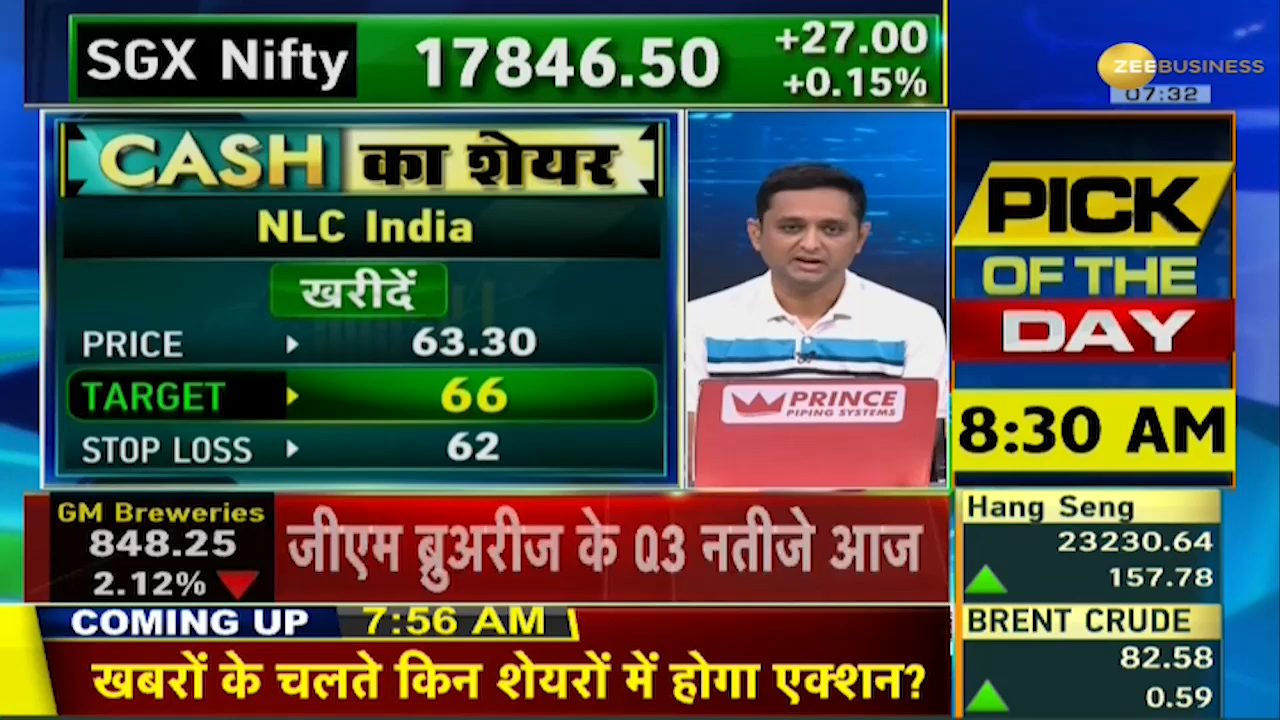 SGX Nifty 17846.50 +27.00
+0.15%
ZEEBUSINESS
07:32
CASH का शेयर
NLC India
खरीदें
PRICE 63.30
TARGET 66
STOP LOSS 62
PRINCE
PIPING SYSTEMS
PICK
OF THE
DAY
8:30 AM
GM Breweries
848.25
2.12%
जीएम ब्रुअरीज के Q3 नतीजे आज
Hang Seng
23230.64
157.78
BRENT CRUDE
82.58
0.59
COMING UP 7:56 AM
खबरों के चलते किन शेयरों में होगा एक्शन?